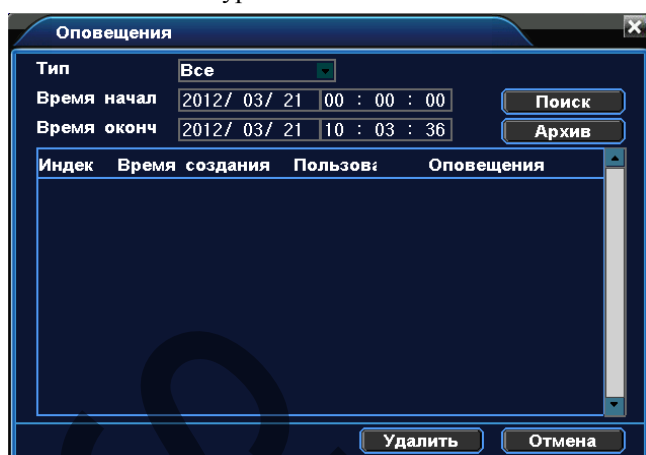 Оповещения
Тип Все
Время начал 2012/ 03/ 21 00 : 00 : 00 Поиск
Время оконч 2012/ 03/ 21 10 : 03 : 36 Архив
Индек Время создания Пользова Оповещения
Удалить Отмена